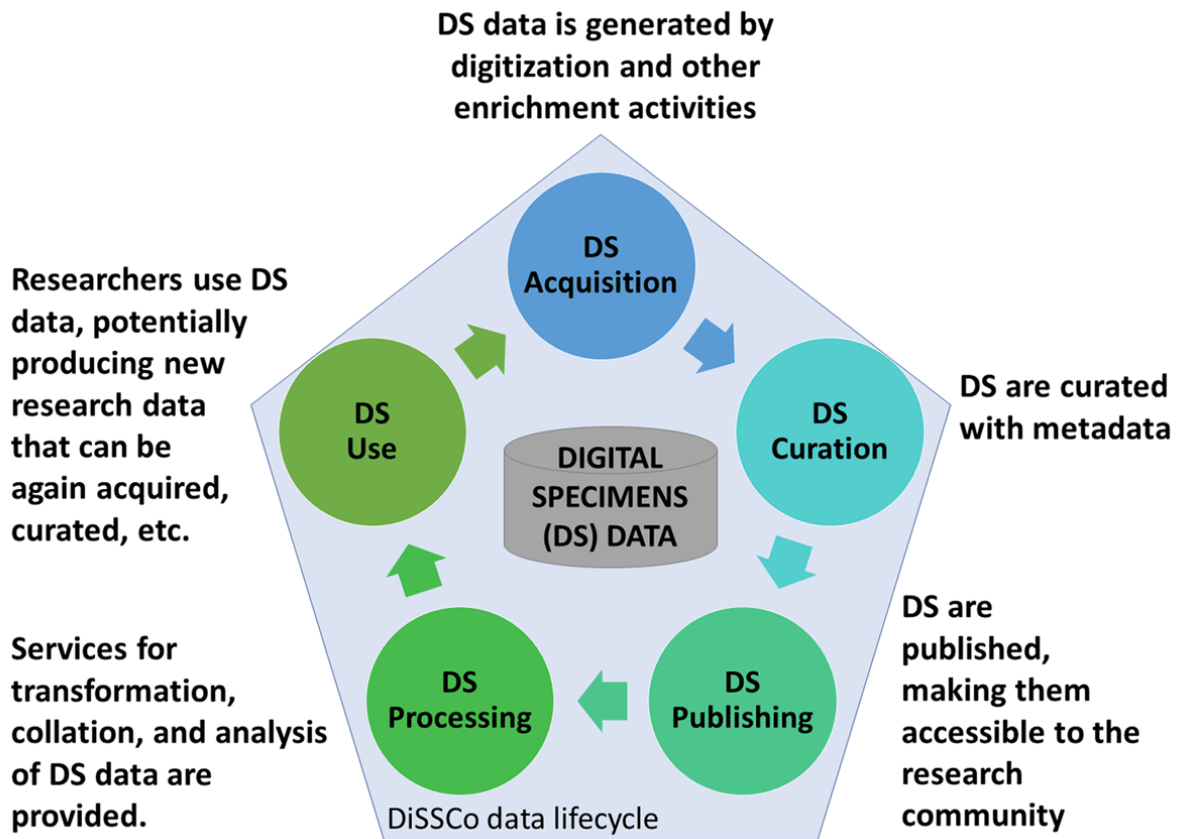 DS data is generated by
digitization and other
enrichment activities
DS
Acquisition
Researchers use DS
data, potentially
producing new
research data
that can be
again acquired,
curated, etc.
DS
Use
DS
Curation
DS are curated
with metadata
DIGITAL
SPECIMENS
(DS) DATA
Services for
transformation,
collation, and analysis
of DS data are
provided.
DS
Processing
DS
Publishing
DS are
published,
making them
accessible to the
research
community
DiSSCo data lifecycle